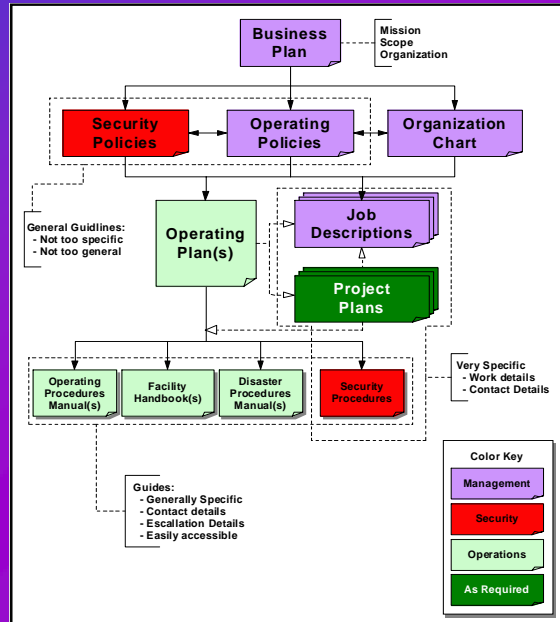 Business
Plan
Mission
Scope
Organization
Security
Policies
Operating
Policies
Organization
Chart
General Guidlines:
- Not too specific
- Not too general
Operating
Plan(s)
Job
Descriptions
Project
Plans
Very Specific
- Work details
- Contact Details
Operating
Procedures
Manual(s)
Facility
Handbook(s)
Disaster
Procedures
Manual(s)
Security
Procedures
Guides:
- Generally Specific
- Contact details
- Escallation Details
- Easily accessible
Color Key
Management
Security
Operations
As Required